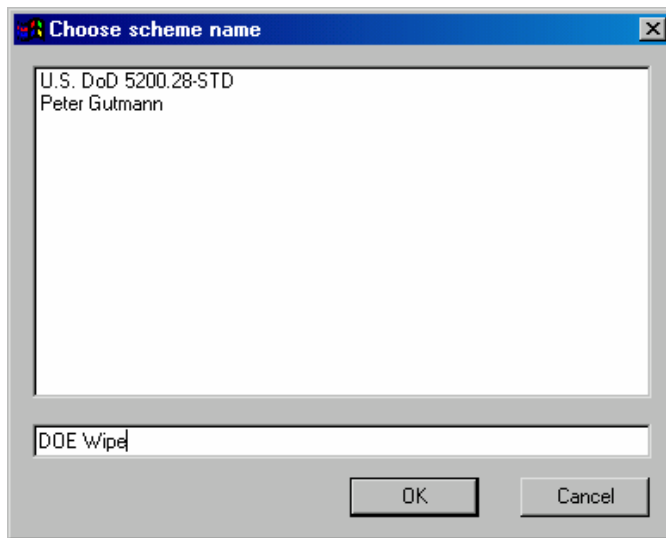 Choose scheme name
U.S. DoD 5200.28-STD
Peter Gutmann
DOE Wipe
OK
Cancel